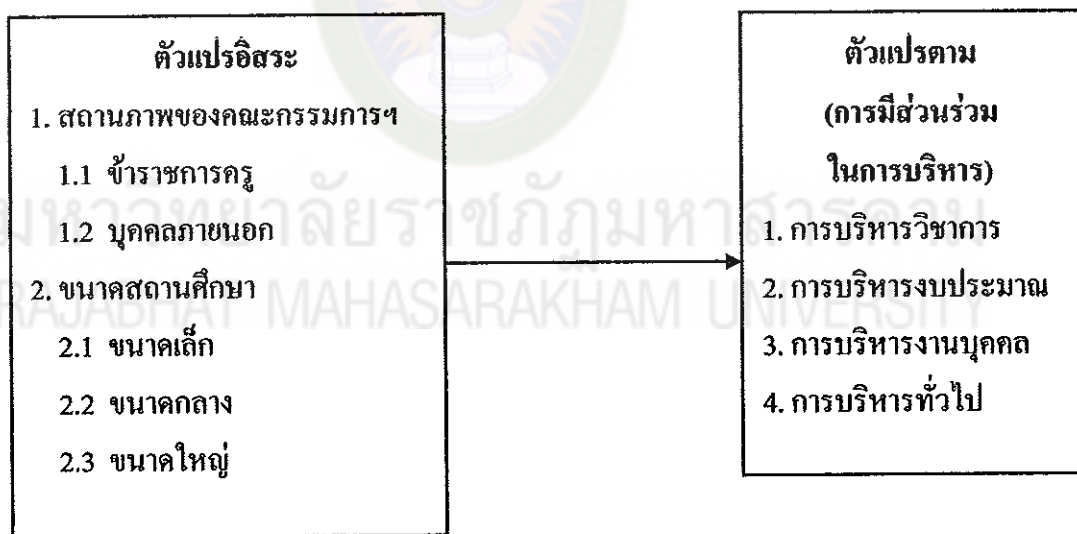 ตัวแปรอิสระ
1. สถานภาพของคณะกรรมการฯ
1.1 ข้าราชการครู
1.2 บุคคลภายนอก
2. ขนาดสถานศึกษา
2.1 ขนาดเล็ก
2.2 ขนาดกลาง
2.3 ขนาดใหญ่
ตัวแปรตาม
(การมีส่วนร่วม
ในการบริหาร)
1. การบริหารวิชาการ
2. การบริหารงบประมาณ
3. การบริหารงานบุคคล
4. การบริหารทั่วไป
มหาวิทยาลัยราชภัฏมหาสารคาม
RAJABHAT MAHASARAKHAM UNIVERSITY